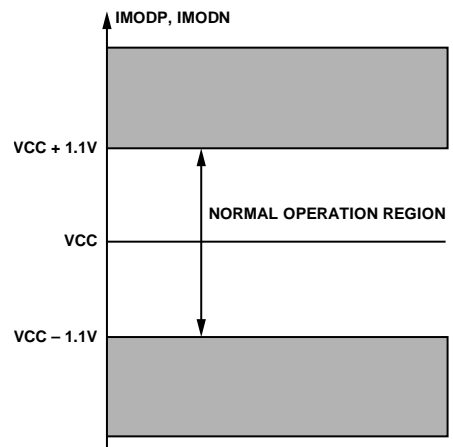 IMODP, IMODN
VCC + 1.1V
NORMAL OPERATION REGION
VCC
VCC – 1.1V